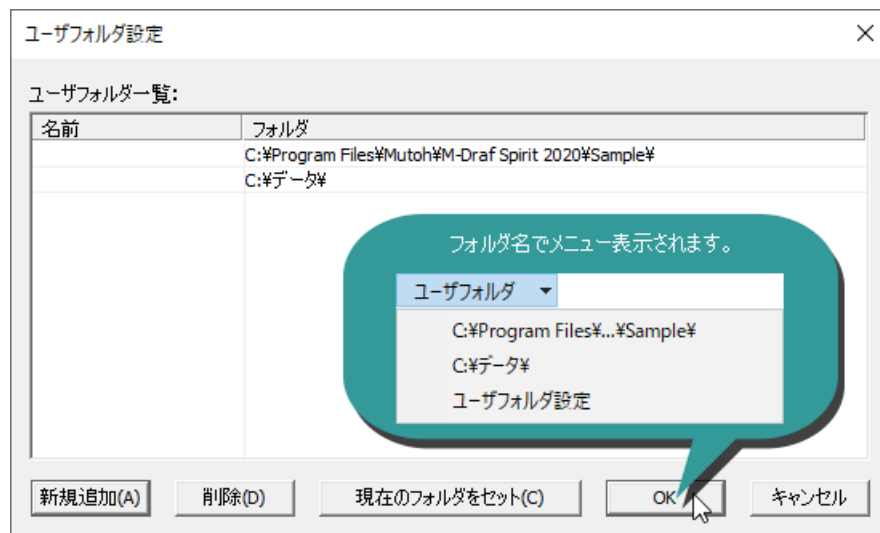 ユーザフォルダ設定
ユーザフォルダ一覧:
名前 フォルダ
C:¥Program Files¥Mutoh¥M-Draf Spirit 2020¥Sample¥
C:¥データ¥
フォルダ名でメニュー表示されます。
ユーザフォルダ
C:¥Program Files¥...¥Sample¥
C:¥データ¥
ユーザフォルダ設定
新規追加(A) 削除(D) 現在のフォルダをセット(C) OK キャンセル